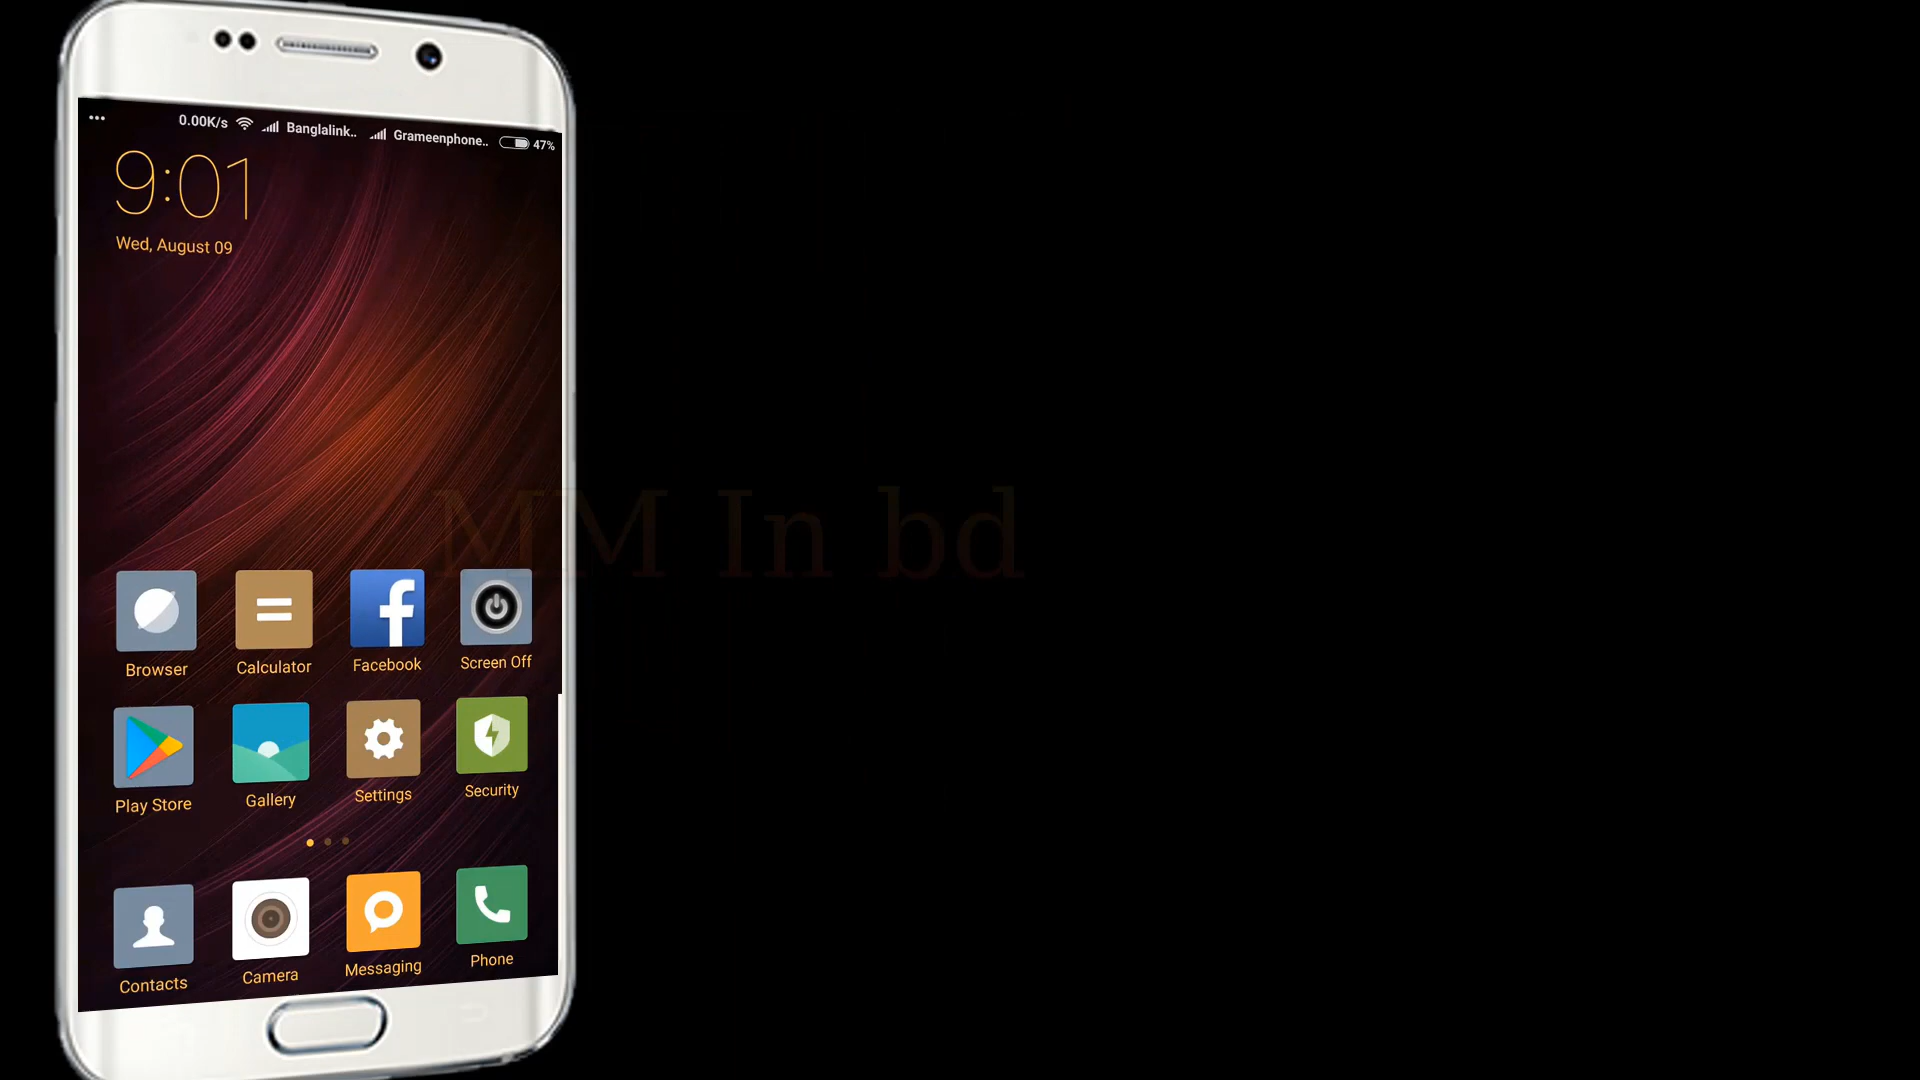 0.00K/s Banglalink.. Grameenphone.. 47%
9:01
Wed, August 09
MM In bd
Browser Calculator Facebook Screen Off
Play Store Gallery Settings Security
Contacts Camera Messaging Phone